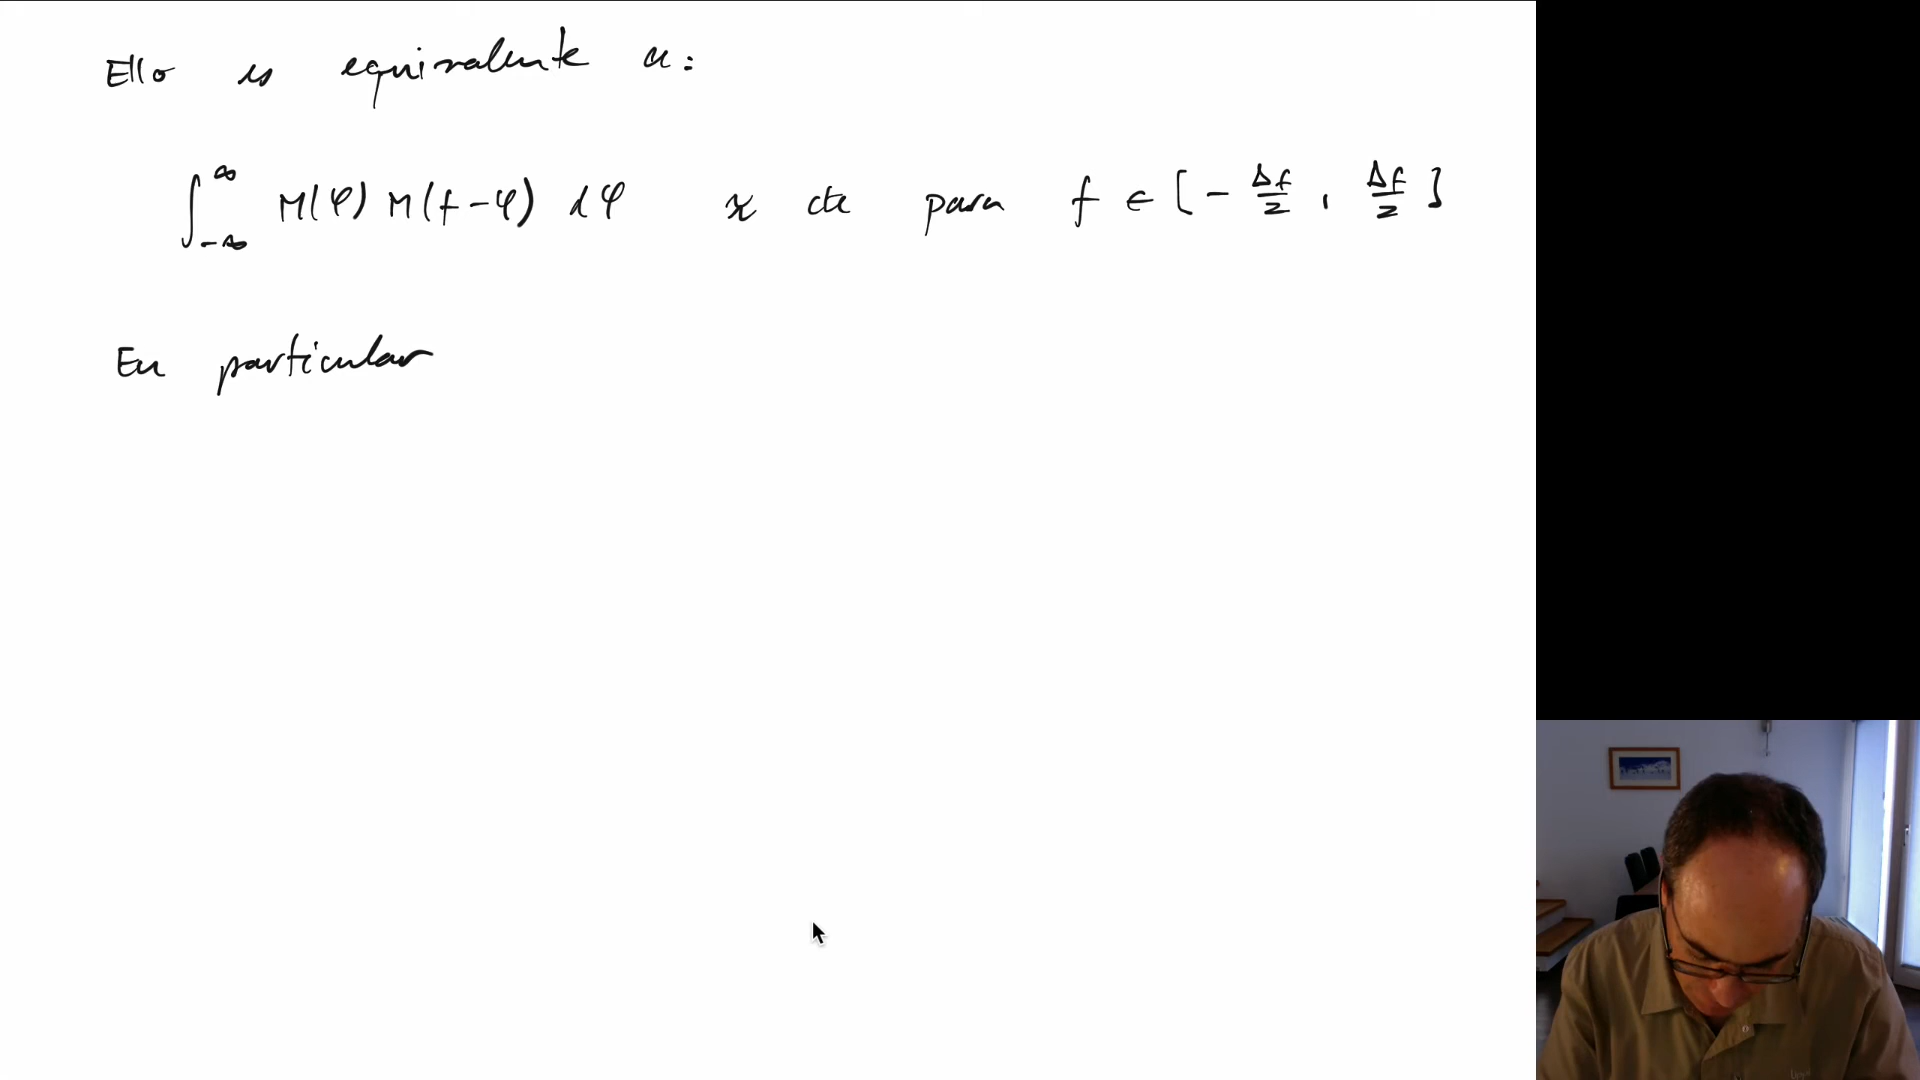 Ello es equivalente a:
∫_{-∞}^{∞} M(φ) M(f-φ) dφ ≈ cte para f ∈ [-Δf/2, Δf/2]
En particular